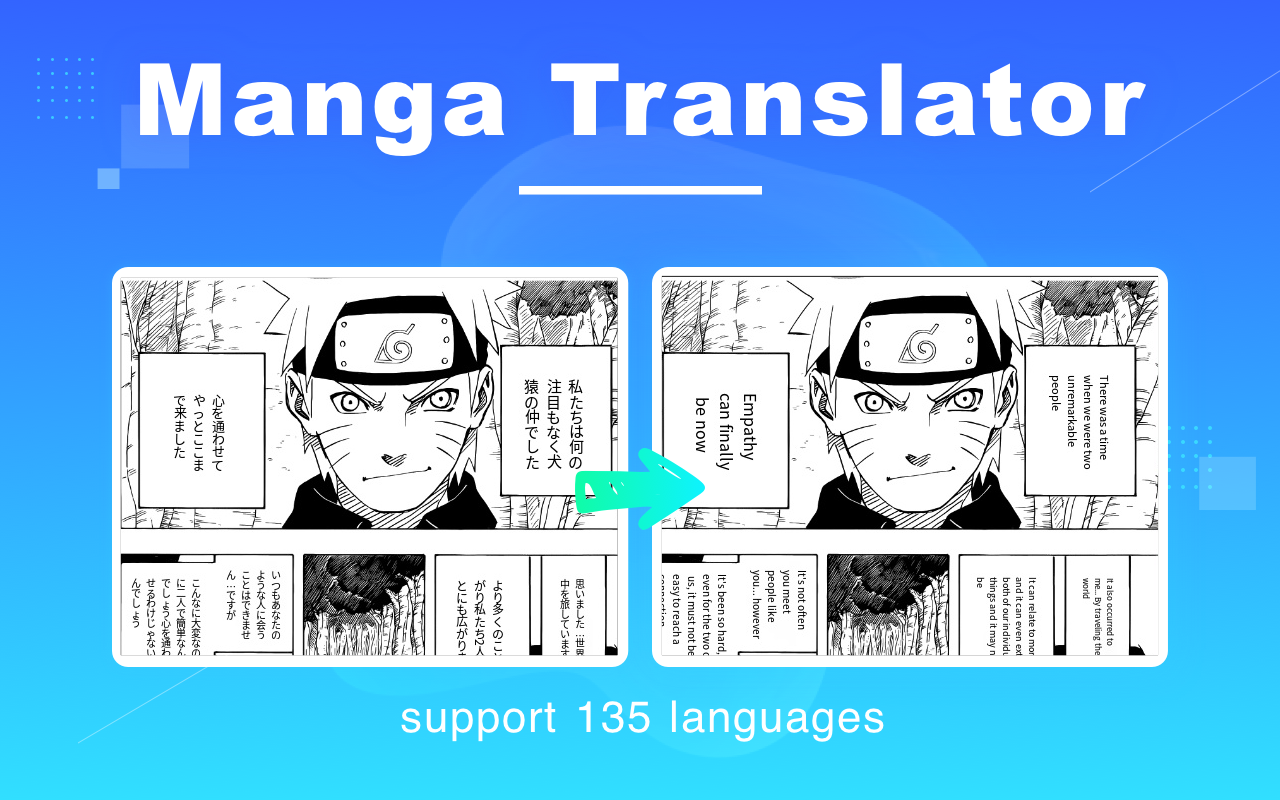 Manga Translator
私たちは何の
注目もなく犬
猿の仲でした
心を通わせて
やっとここま
で来ました
思いました…世界
中を旅しています
より多くのこ
がり私たち2人
とにも広がり
いつもあなたの
ような人に会う
ことはできませ
ん…ですが
こんなに大変なの
に二人で簡単なん
でしょう心を通わ
せるわけじゃない
んでしょう
There was a time
when we were two
unremarkable
people
Empathy
can finally
be now
It also occurred to
me... By traveling the
world
It can relate to mor
and it can even ext
both of our individu
things and it may n
be
It's not often
you meet
people like
you... however
It's been so hard,
even for the two o
us, it must not be
easy to reach a
support 135 languages